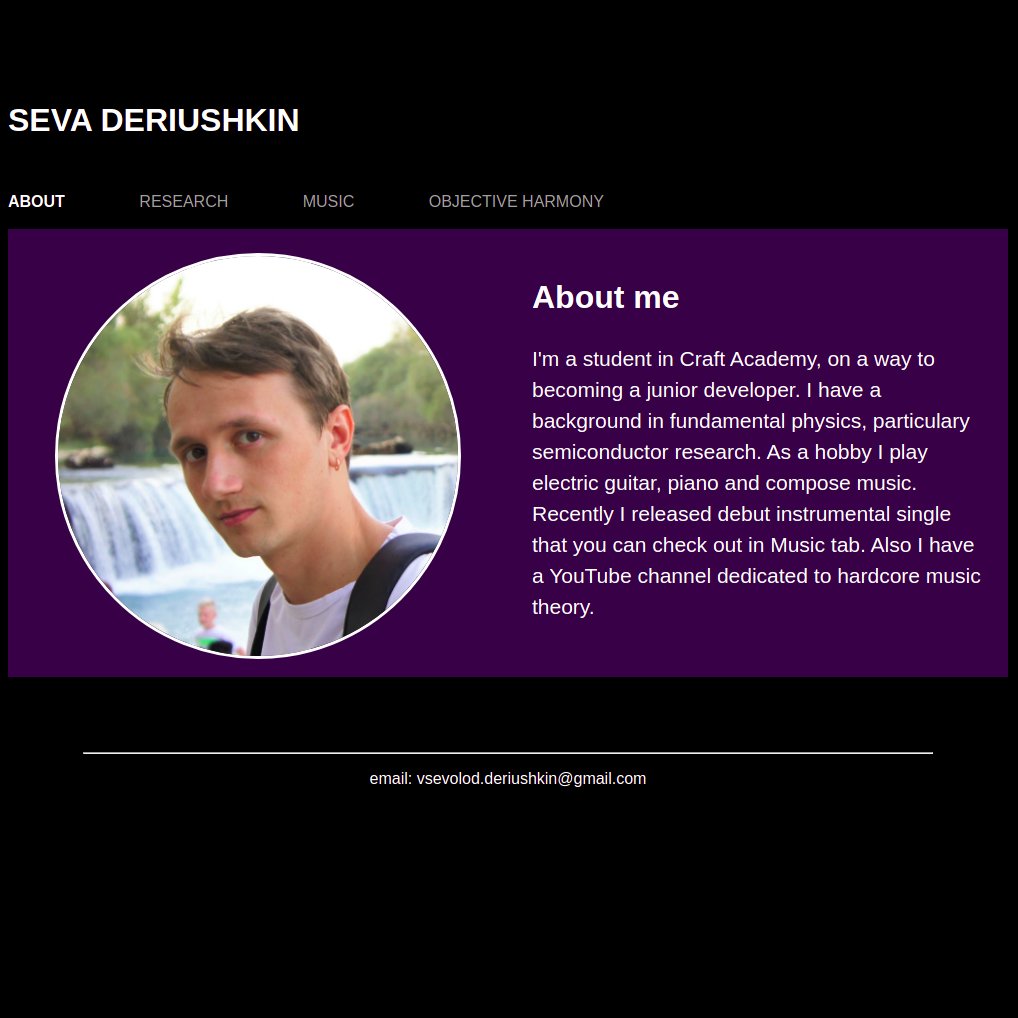 SEVA DERIUSHKIN
ABOUT RESEARCH MUSIC OBJECTIVE HARMONY
About me
I'm a student in Craft Academy, on a way to
becoming a junior developer. I have a
background in fundamental physics, particulary
semiconductor research. As a hobby I play
electric guitar, piano and compose music.
Recently I released debut instrumental single
that you can check out in Music tab. Also I have
a YouTube channel dedicated to hardcore music
theory.
email: vsevolod.deriushkin@gmail.com